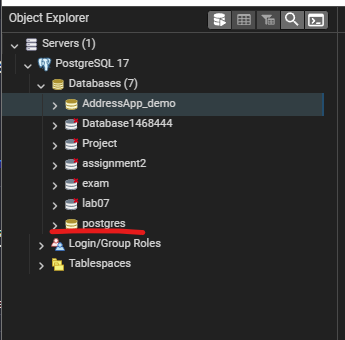 Object Explorer
Servers (1)
PostgreSQL 17
Databases (7)
AddressApp_demo
Database1468444
Project
assignment2
exam
lab07
postgres
Login/Group Roles
Tablespaces